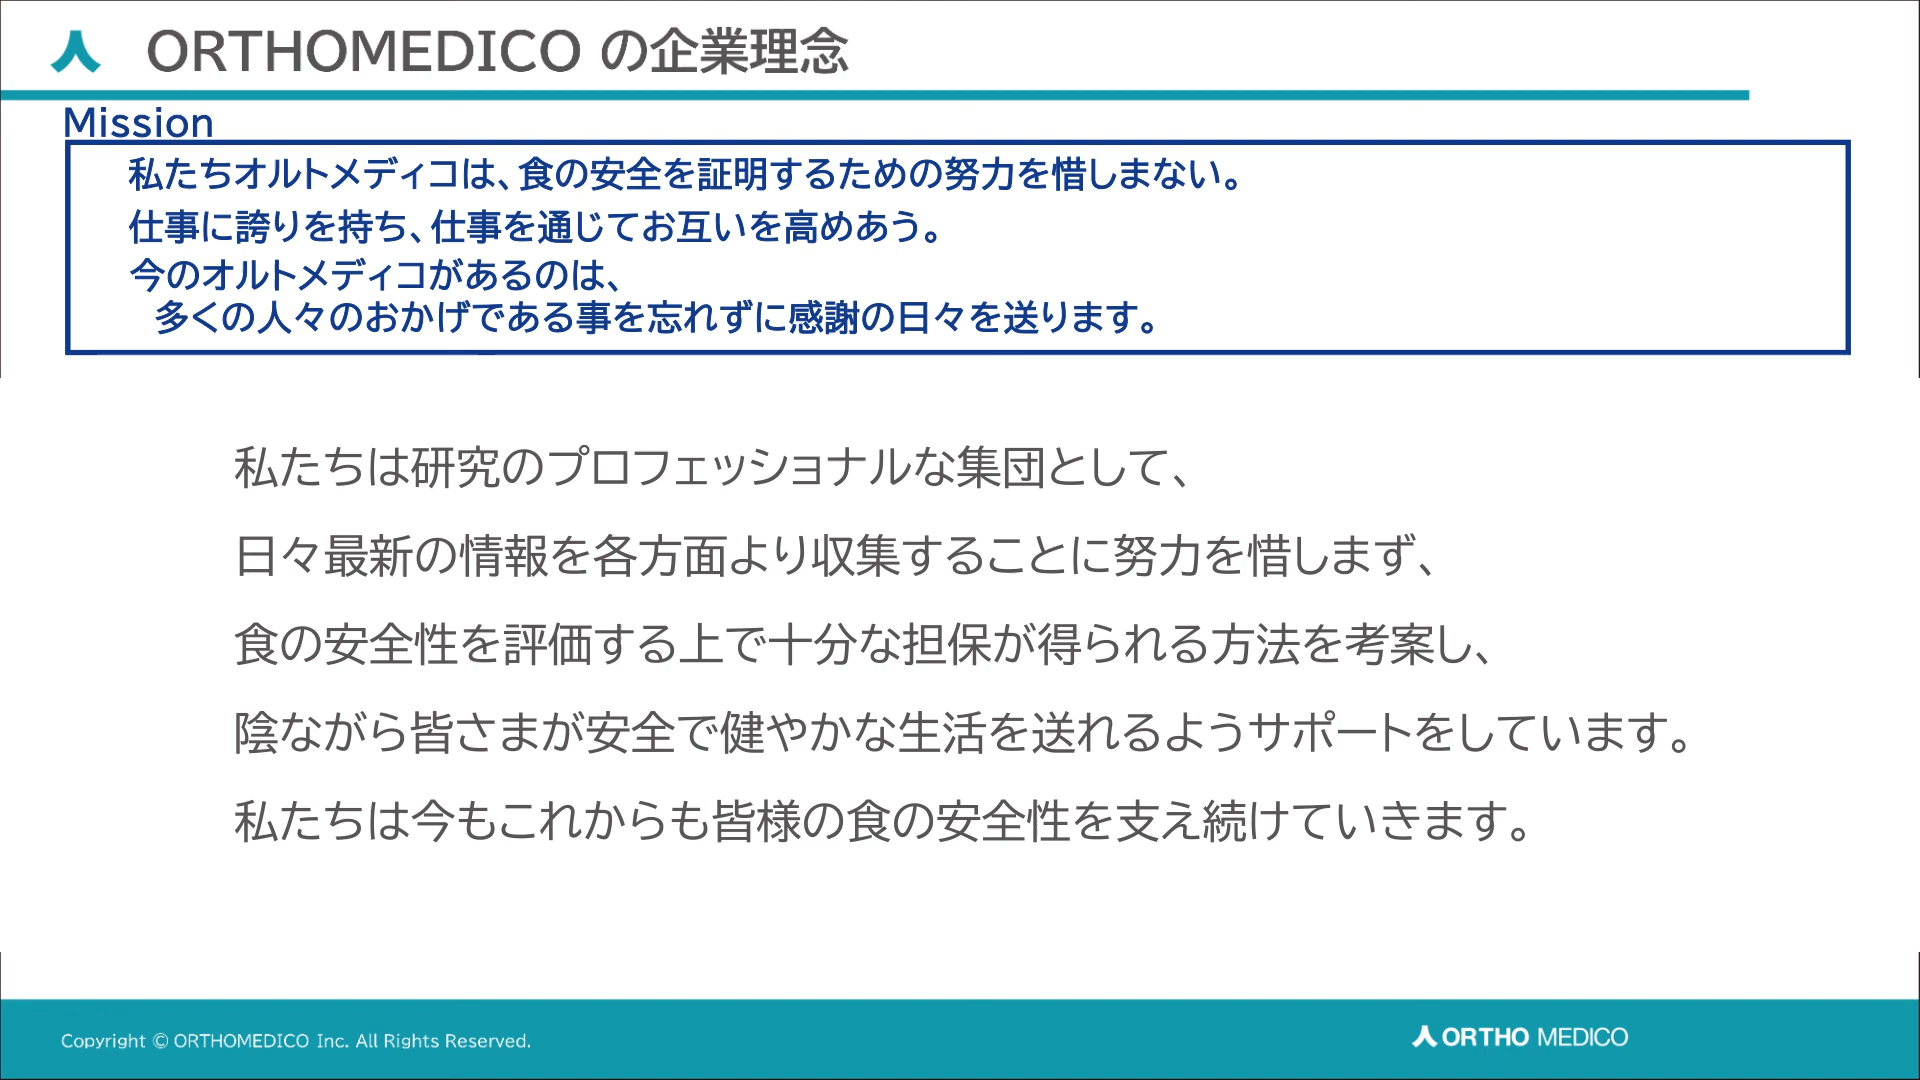 ORTHOMEDICO の企業理念
Mission
私たちオルトメディコは、食の安全を証明するための努力を惜しまない。
仕事に誇りを持ち、仕事を通じてお互いを高めあう。
今のオルトメディコがあるのは、
多くの人々のおかげである事を忘れずに感謝の日々を送ります。
私たちは研究のプロフェッショナルな集団として、
日々最新の情報を各方面より収集することに努力を惜しまず、
食の安全性を評価する上で十分な担保が得られる方法を考案し、
陰ながら皆さまが安全で健やかな生活を送れるようサポートをしています。
私たちは今もこれからも皆様の食の安全性を支え続けていきます。
Copyright © ORTHOMEDICO Inc. All Rights Reserved.
ORTHO MEDICO